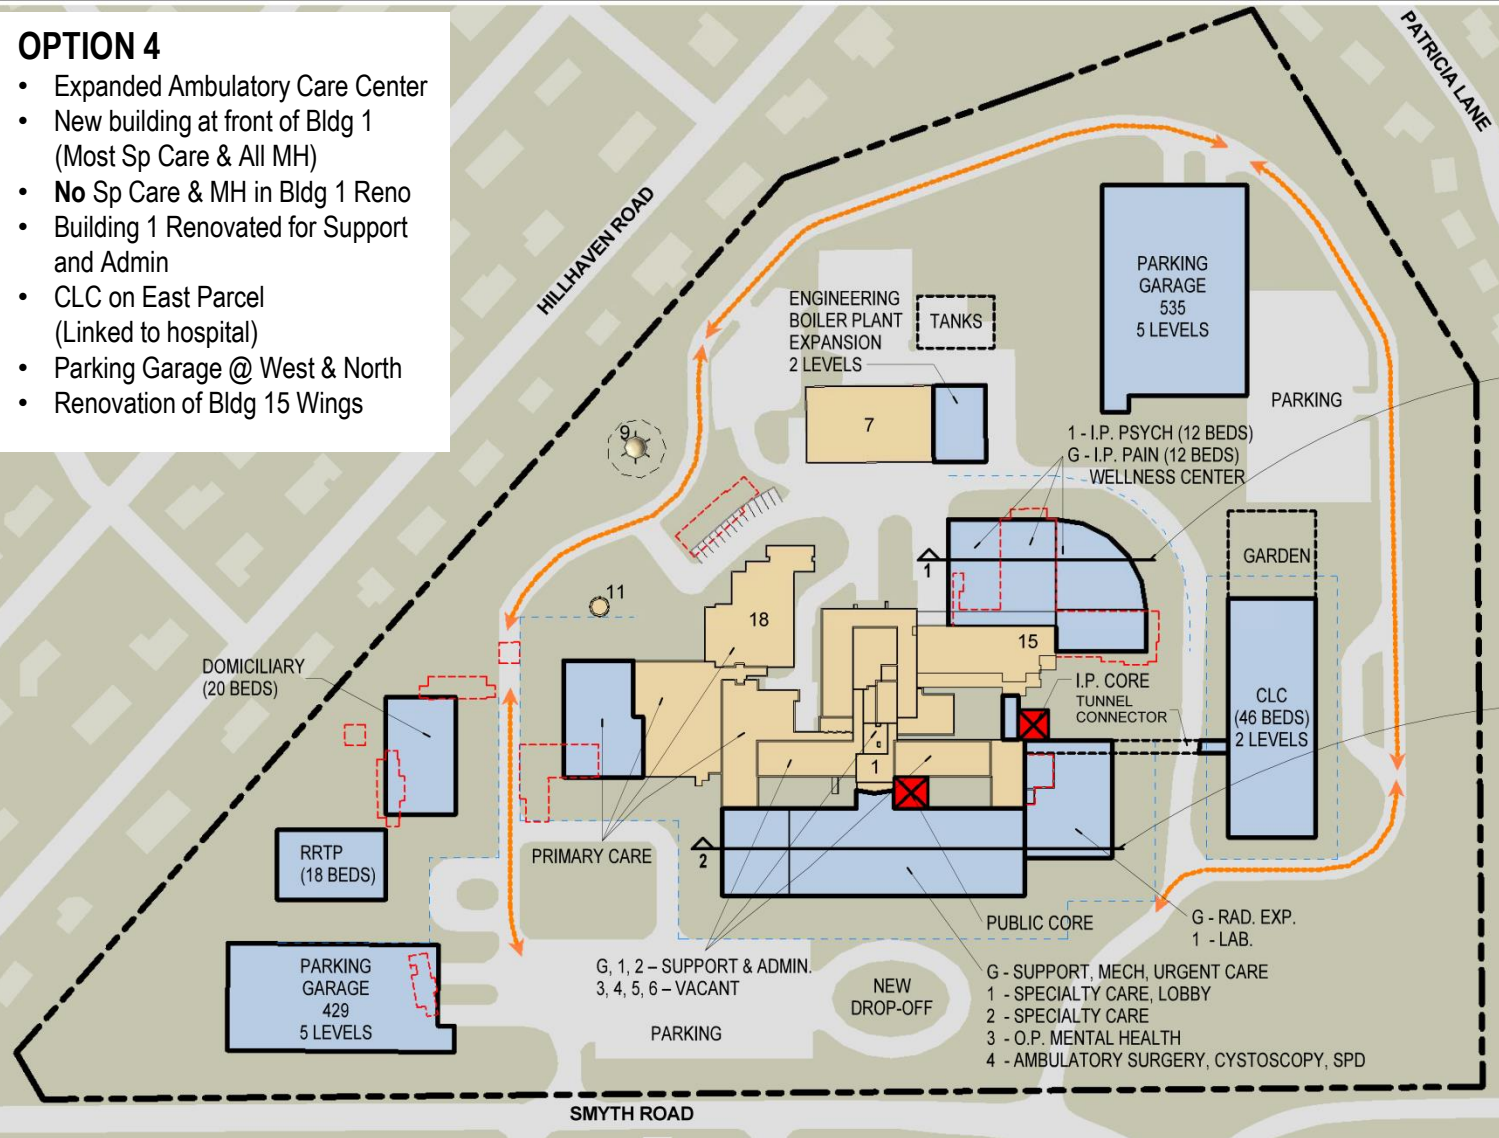 OPTION 4
• Expanded Ambulatory Care Center
• New building at front of Bldg 1
(Most Sp Care & All MH)
• No Sp Care & MH in Bldg 1 Reno
• Building 1 Renovated for Support
and Admin
• CLC on East Parcel
(Linked to hospital)
• Parking Garage @ West & North
• Renovation of Bldg 15 Wings
PATRICIA LANE
HILLHAVEN ROAD
PARKING
GARAGE
535
5 LEVELS
ENGINEERING
BOILER PLANT
EXPANSION
2 LEVELS
TANKS
PARKING
7
9
1 - I.P. PSYCH (12 BEDS)
G - I.P. PAIN (12 BEDS)
WELLNESS CENTER
1
GARDEN
11
18
15
DOMICILIARY
(20 BEDS)
I.P. CORE
TUNNEL
CONNECTOR
CLC
(46 BEDS)
2 LEVELS
1
PRIMARY CARE
2
RRTP
(18 BEDS)
PUBLIC CORE
G - RAD. EXP.
1 - LAB.
PARKING
GARAGE
429
5 LEVELS
G, 1, 2 – SUPPORT & ADMIN.
3, 4, 5, 6 – VACANT
PARKING
NEW
DROP-OFF
G - SUPPORT, MECH, URGENT CARE
1 - SPECIALTY CARE, LOBBY
2 - SPECIALTY CARE
3 - O.P. MENTAL HEALTH
4 - AMBULATORY SURGERY, CYSTOSCOPY, SPD
SMYTH ROAD